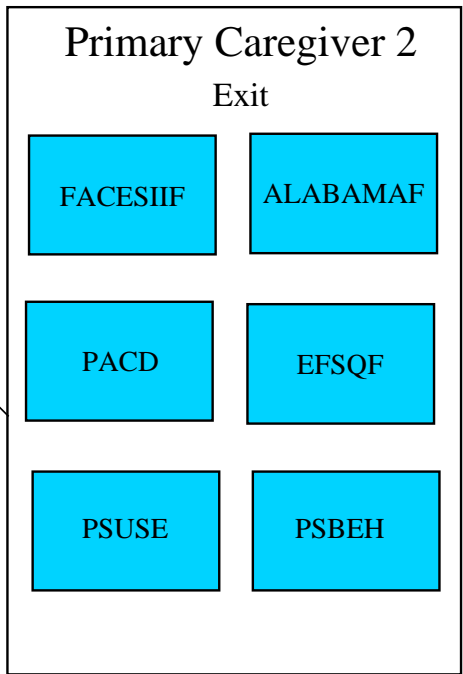 Primary Caregiver 2
Exit
FACESIIF
ALABAMAF
PACD
EFSQF
PSUSE
PSBEH